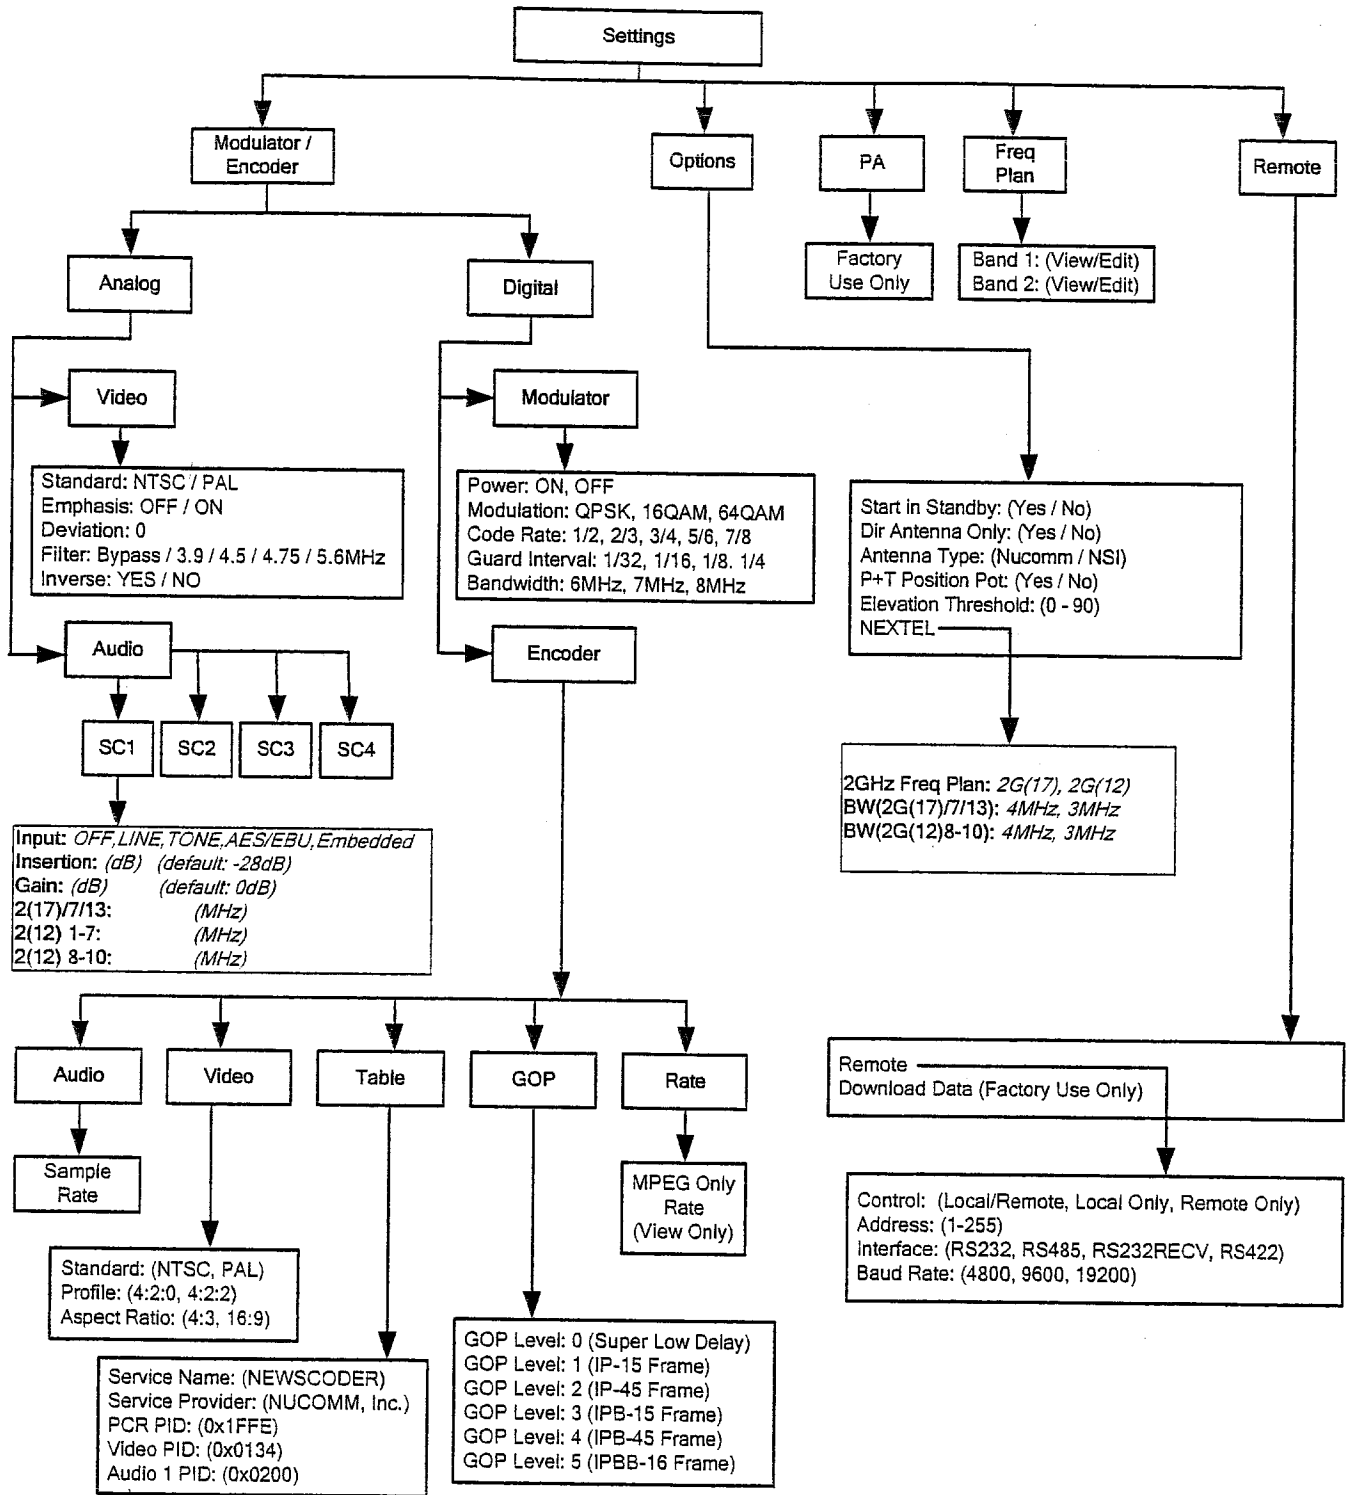 Settings
Modulator /
Encoder
Options
PA
Freq
Plan
Remote
Analog
Digital
Factory
Use Only
Band 1: (View/Edit)
Band 2: (View/Edit)
Video
Modulator
Standard: NTSC / PAL
Emphasis: OFF / ON
Deviation: 0
Filter: Bypass / 3.9 / 4.5 / 4.75 / 5.6MHz
Inverse: YES / NO
Power: ON, OFF
Modulation: QPSK, 16QAM, 64QAM
Code Rate: 1/2, 2/3, 3/4, 5/6, 7/8
Guard Interval: 1/32, 1/16, 1/8. 1/4
Bandwidth: 6MHz, 7MHz, 8MHz
Start in Standby: (Yes / No)
Dir Antenna Only: (Yes / No)
Antenna Type: (Nucomm / NSI)
P+T Position Pot: (Yes / No)
Elevation Threshold: (0 - 90)
NEXTEL
Audio
Encoder
SC1
SC2
SC3
SC4
2GHz Freq Plan: 2G(17), 2G(12)
BW(2G(17)/7/13): 4MHz, 3MHz
BW(2G(12)8-10): 4MHz, 3MHz
Input: OFF,LINE,TONE,AES/EBU,Embedded
Insertion: (dB) (default: -28dB)
Gain: (dB) (default: 0dB)
2(17)/7/13: (MHz)
2(12) 1-7: (MHz)
2(12) 8-10: (MHz)
Audio
Video
Table
GOP
Rate
Remote
Download Data (Factory Use Only)
Sample
Rate
MPEG Only
Rate
(View Only)
Control: (Local/Remote, Local Only, Remote Only)
Address: (1-255)
Interface: (RS232, RS485, RS232RECV, RS422)
Baud Rate: (4800, 9600, 19200)
Standard: (NTSC, PAL)
Profile: (4:2:0, 4:2:2)
Aspect Ratio: (4:3, 16:9)
GOP Level: 0 (Super Low Delay)
GOP Level: 1 (IP-15 Frame)
GOP Level: 2 (IP-45 Frame)
GOP Level: 3 (IPB-15 Frame)
GOP Level: 4 (IPB-45 Frame)
GOP Level: 5 (IPBB-16 Frame)
Service Name: (NEWSCODER)
Service Provider: (NUCOMM, Inc.)
PCR PID: (0x1FFE)
Video PID: (0x0134)
Audio 1 PID: (0x0200)